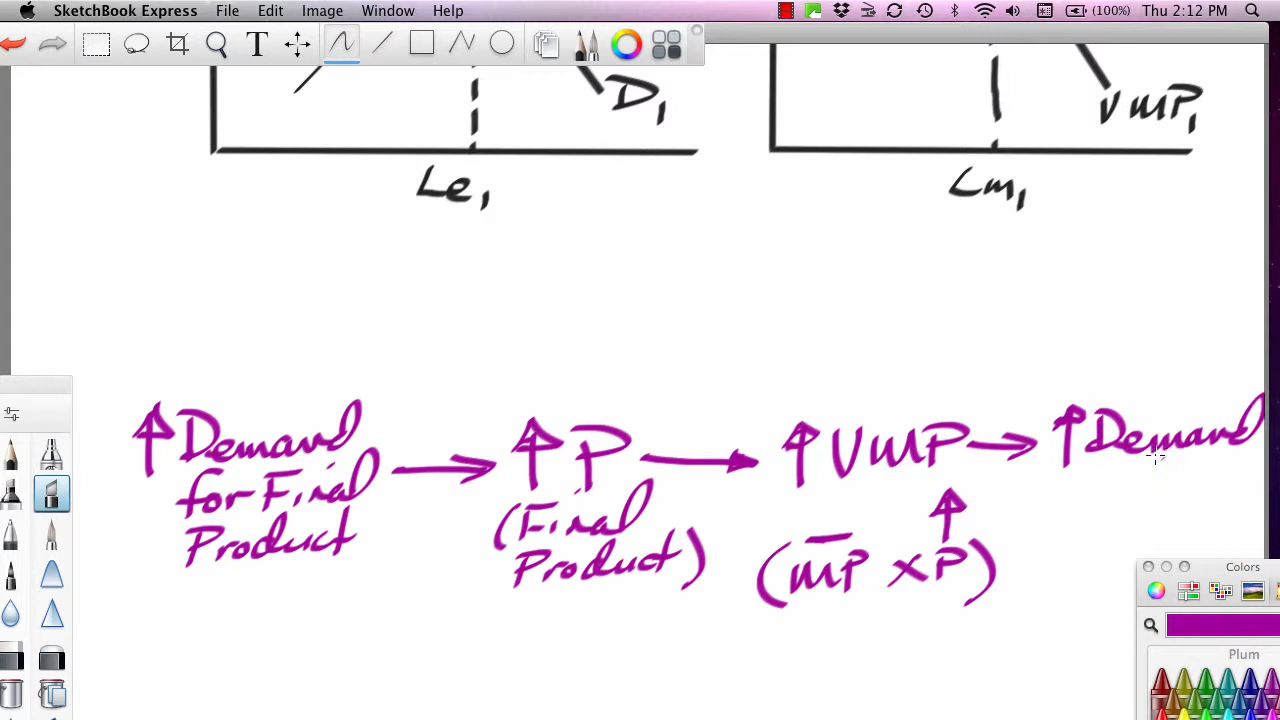 SketchBook Express File Edit Image Window Help (100%) Thu 2:12 PM
T
D1
VMP1
Le1
Lm1
↑ Demand
for Final
Product
→
↑ P
(Final
Product)
→
↑ VMP
↑
(M̅P̅ x P)
→
↑ Demand
Colors
Plum